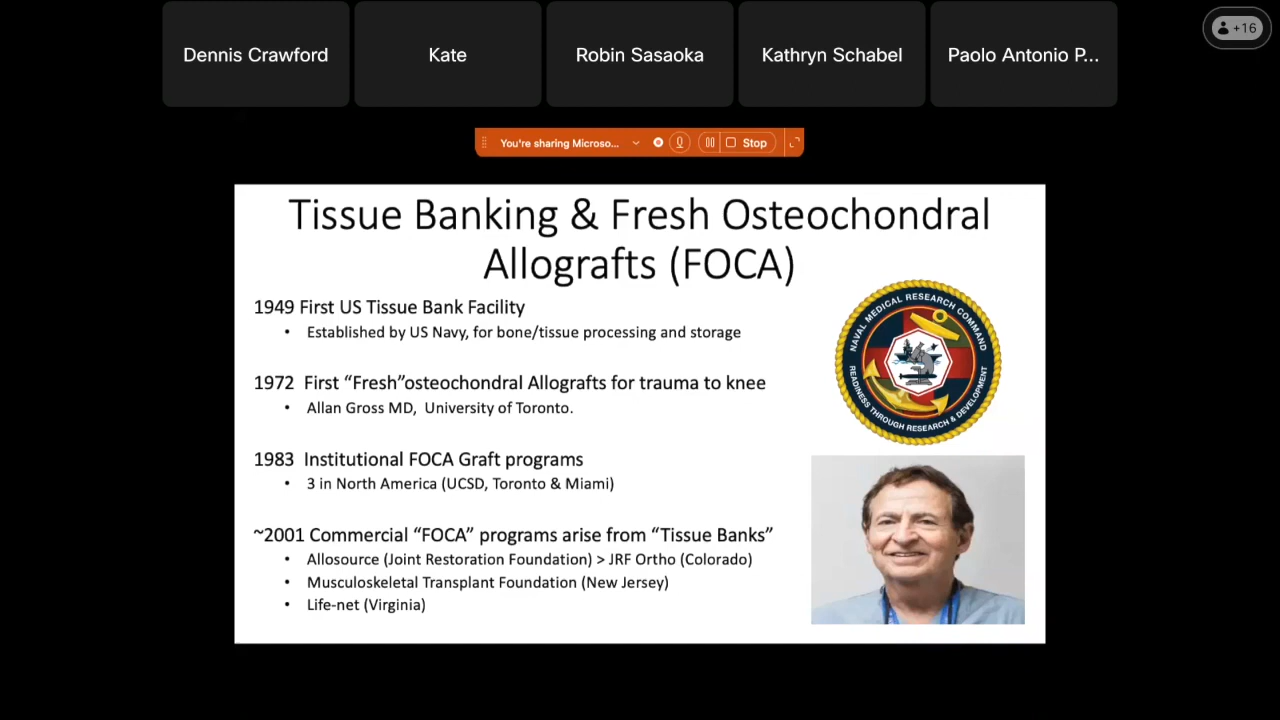 Dennis Crawford
Kate
Robin Sasaoka
Kathryn Schabel
Paolo Antonio P...
+16
You're sharing Microso...
Stop
Tissue Banking & Fresh Osteochondral
Allografts (FOCA)
1949 First US Tissue Bank Facility
• Established by US Navy, for bone/tissue processing and storage
1972 First “Fresh”osteochondral Allografts for trauma to knee
• Allan Gross MD, University of Toronto.
1983 Institutional FOCA Graft programs
• 3 in North America (UCSD, Toronto & Miami)
~2001 Commercial “FOCA” programs arise from “Tissue Banks”
• Allosource (Joint Restoration Foundation) > JRF Ortho (Colorado)
• Musculoskeletal Transplant Foundation (New Jersey)
• Life-net (Virginia)
NAVAL MEDICAL RESEARCH COMMAND
READINESS THROUGH RESEARCH & DEVELOPMENT